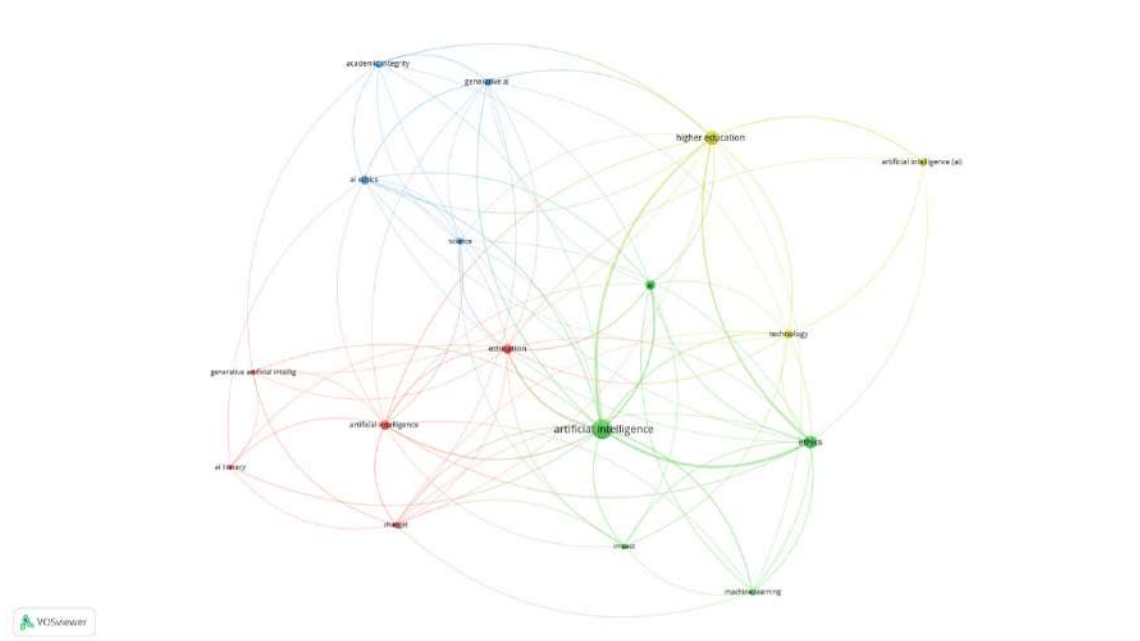 academic integrity
generative ai
higher education
artificial intelligence (ai)
ai ethics
science
ai
technology
education
generative artificial intellig
artificial intelligence
artificial intelligence
ethics
ai literacy
impact
machine learning
VOSviewer